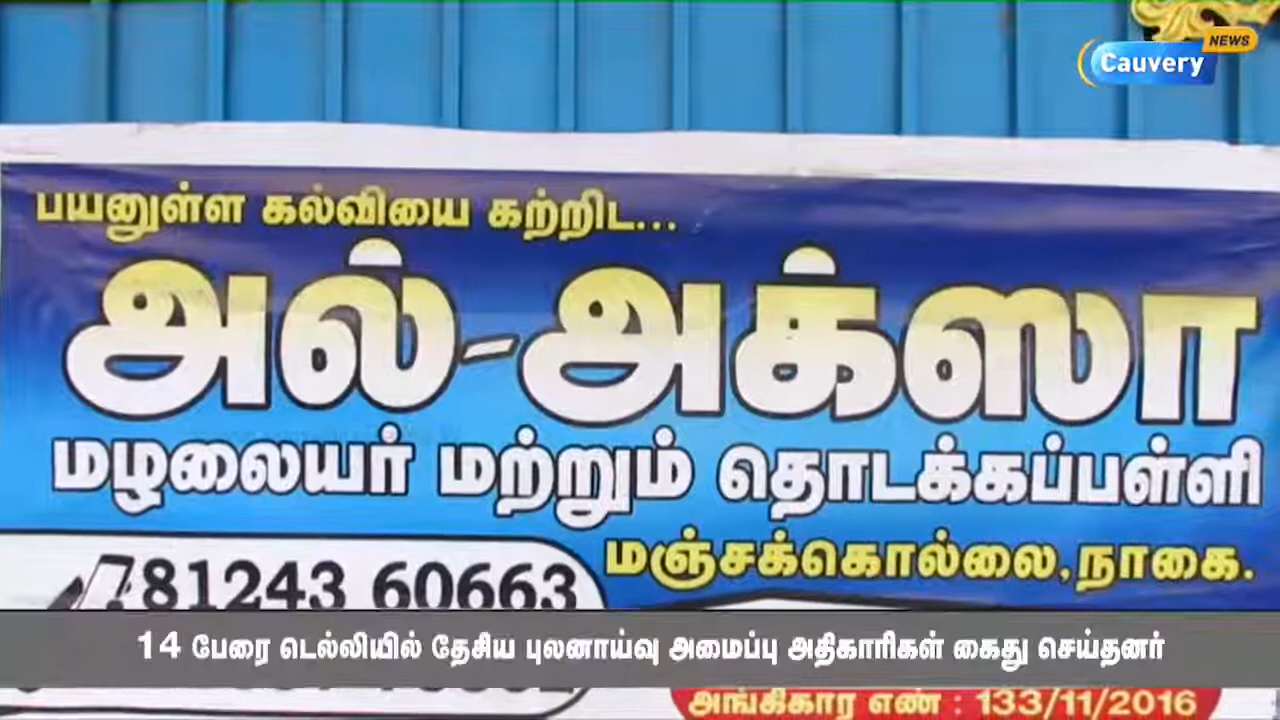 NEWS
Cauvery
பயனுள்ள கல்வியை கற்றிட...
அல்-அக்ஸா
மழலையர் மற்றும் தொடக்கப்பள்ளி
மஞ்சக்கொல்லை,நாகை.
81243 60663
14 பேரை டெல்லியில் தேசிய புலனாய்வு அமைப்பு அதிகாரிகள் கைது செய்தனர்
அங்கிகார எண் : 133/11/2016